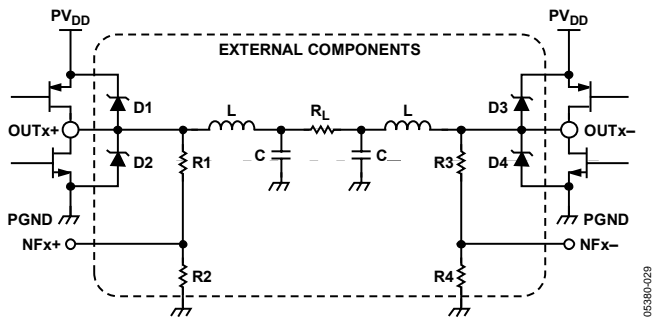 PVDD
PVDD
EXTERNAL COMPONENTS
D1
D3
L
RL
L
OUTx+
OUTx–
D2
R1
C
C
R3
D4
PGND
PGND
NFx+
NFx–
R2
R4
05380-029